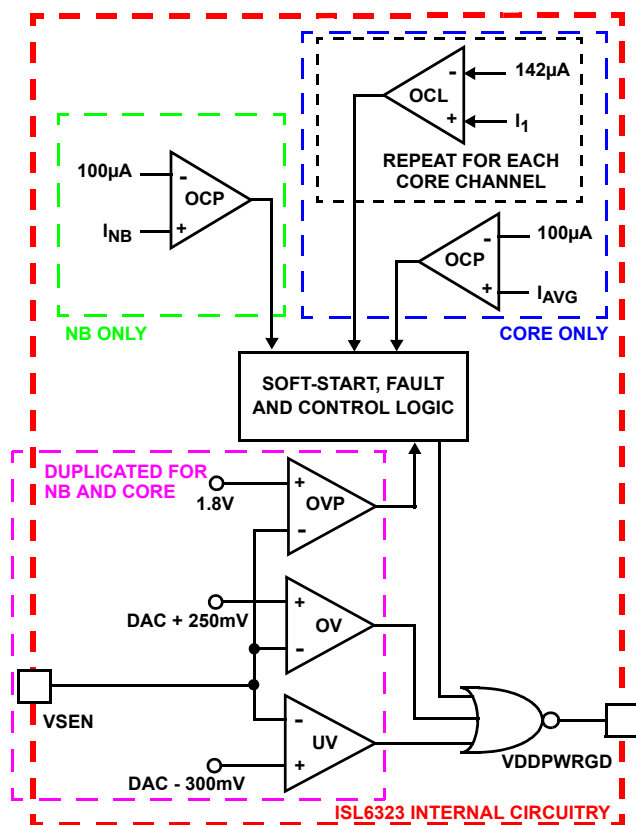 142µA
-
OCL
+
I1
REPEAT FOR EACH
CORE CHANNEL
100µA
-
OCP
INB
+
NB ONLY
-
100µA
OCP
+
IAVG
CORE ONLY
SOFT-START, FAULT
AND CONTROL LOGIC
DUPLICATED FOR
NB AND CORE
+
1.8V
OVP
-
DAC + 250mV
+
OV
-
VSEN
-
UV
+
DAC - 300mV
VDDPWRGD
ISL6323 INTERNAL CIRCUITRY